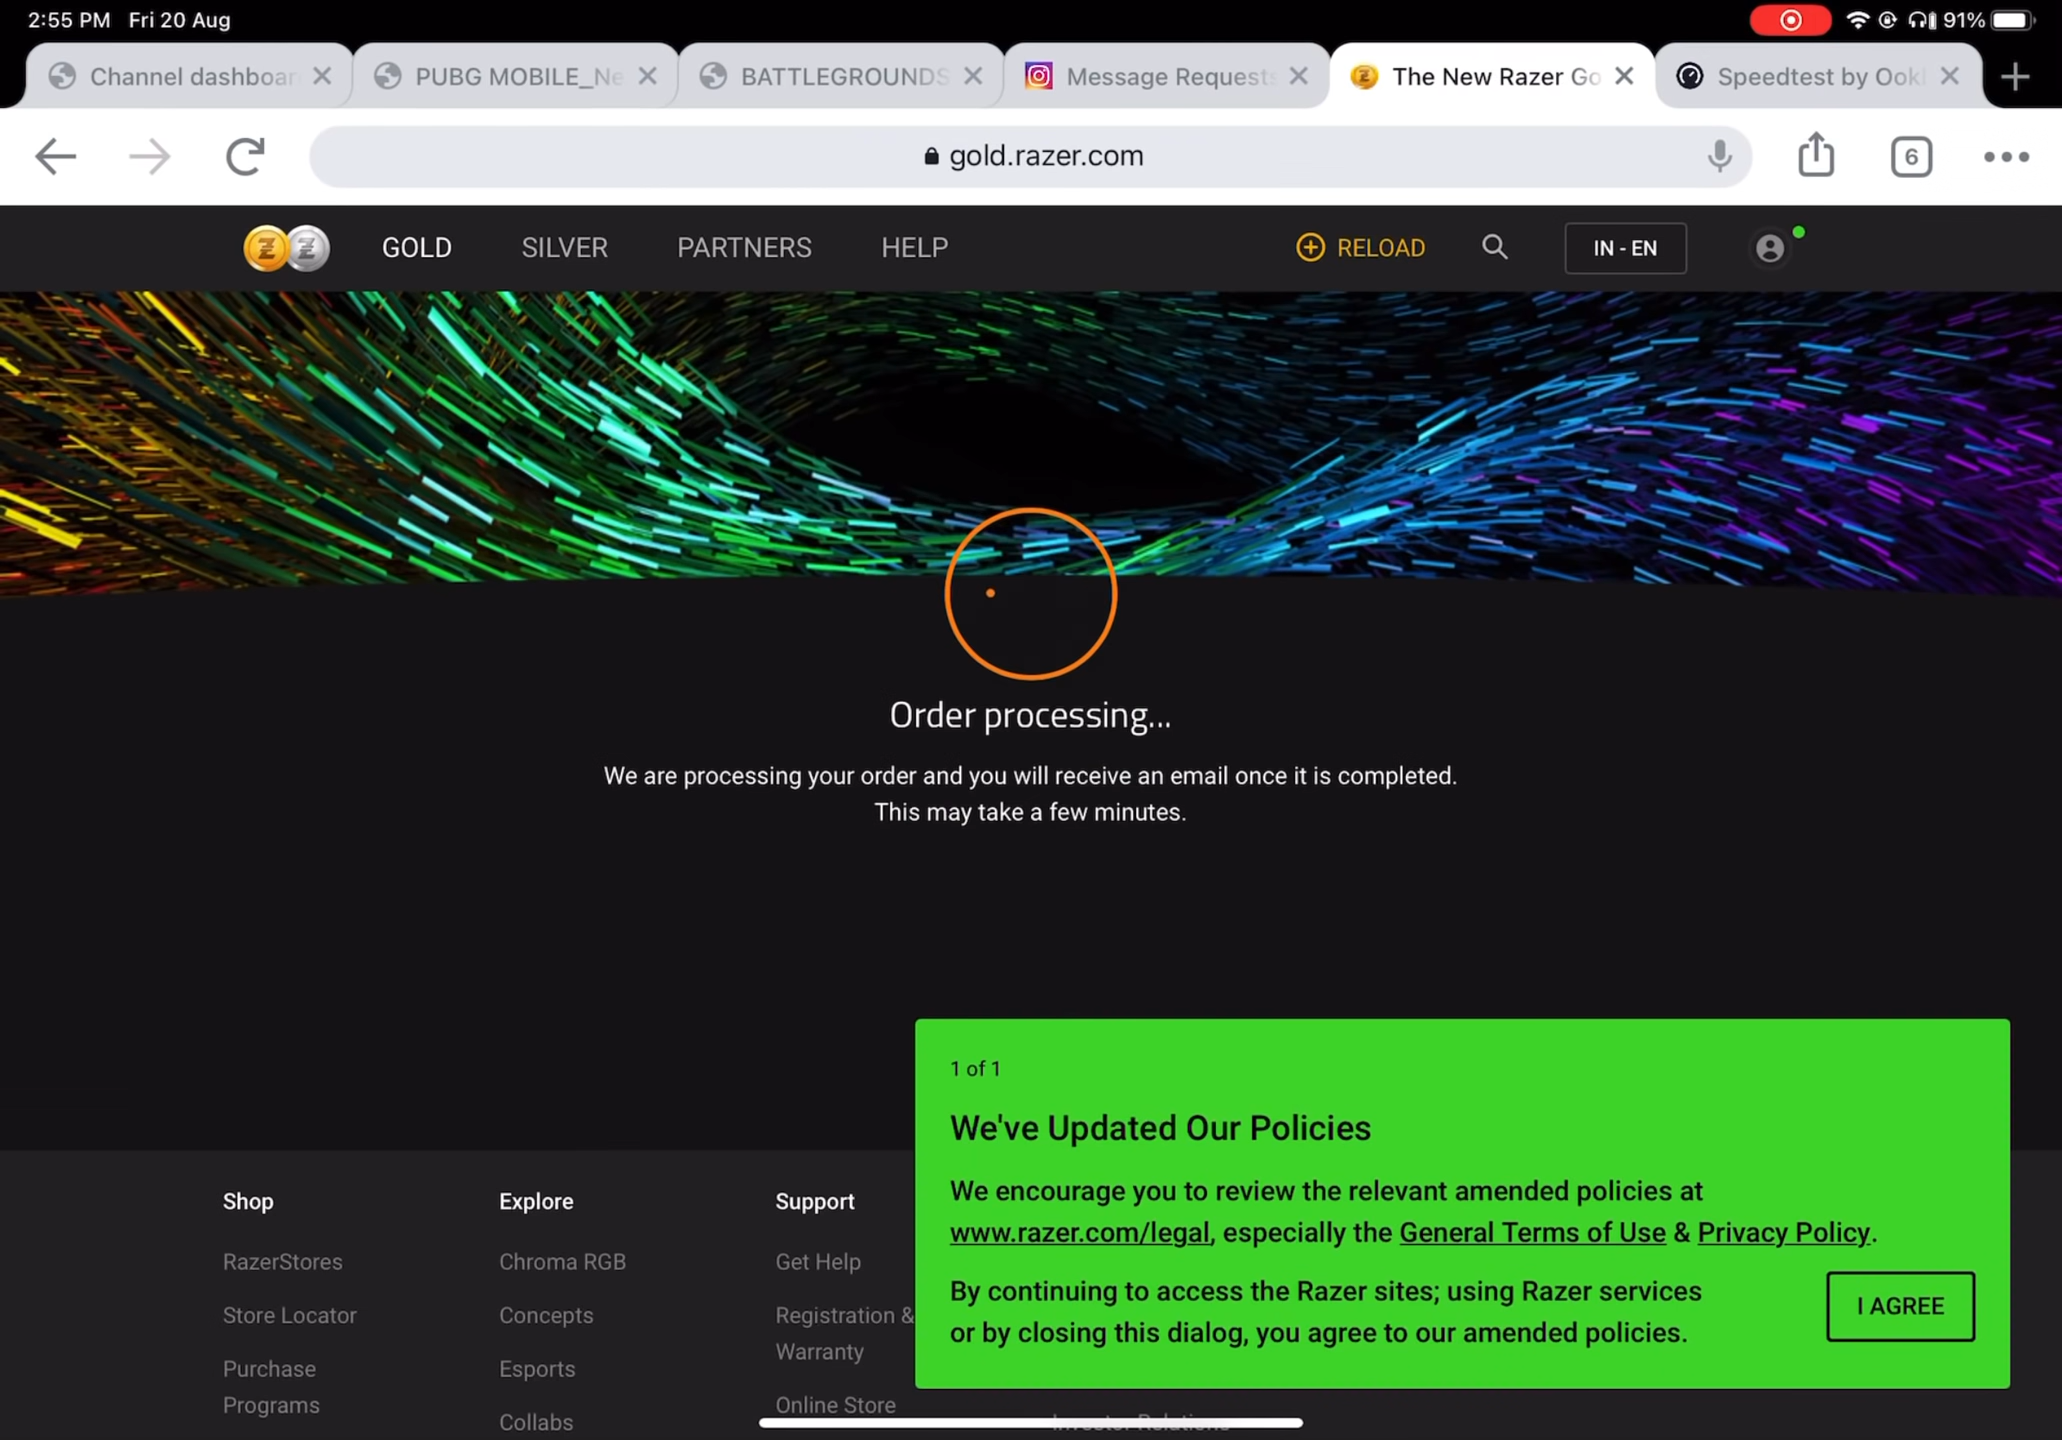 2:55 PM Fri 20 Aug
91%
Channel dashboar
PUBG MOBILE_Ne
BATTLEGROUNDS
Message Requests
The New Razer Go
Speedtest by Ookl
gold.razer.com
6
GOLD
SILVER
PARTNERS
HELP
RELOAD
IN - EN
Order processing...
We are processing your order and you will receive an email once it is completed.
This may take a few minutes.
1 of 1
We've Updated Our Policies
We encourage you to review the relevant amended policies at
www.razer.com/legal, especially the General Terms of Use & Privacy Policy.
By continuing to access the Razer sites; using Razer services
or by closing this dialog, you agree to our amended policies.
I AGREE
Shop
RazerStores
Store Locator
Purchase
Programs
Explore
Chroma RGB
Concepts
Esports
Collabs
Support
Get Help
Registration &
Warranty
Online Store
Investor Relations